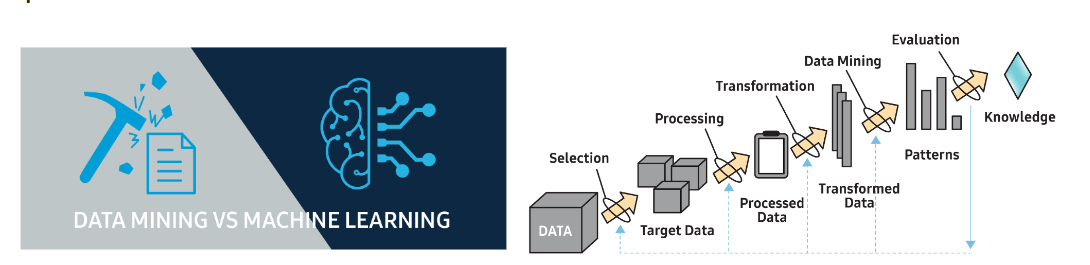 DATA MINING VS MACHINE LEARNING
Evaluation
Data Mining
Transformation
Processing
Selection
Knowledge
Patterns
Transformed
Data
Processed
Data
Target Data
DATA